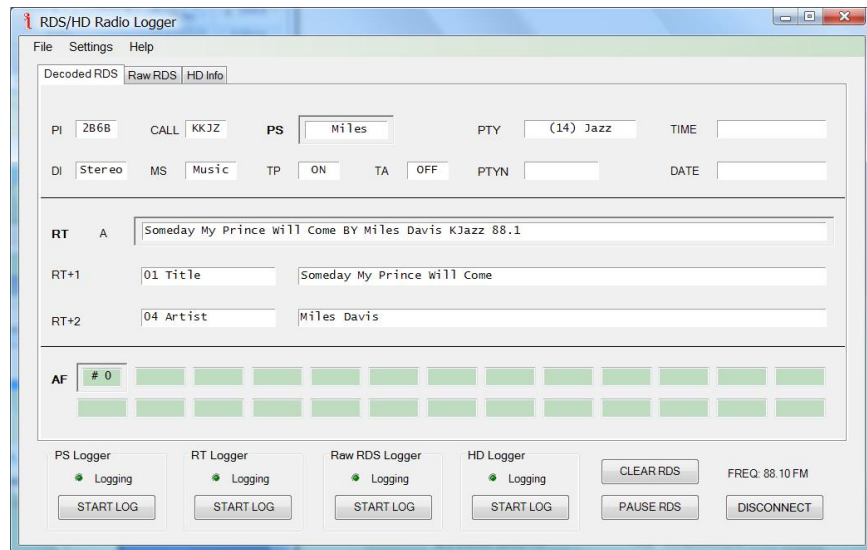 RDS/HD Radio Logger
File Settings Help
Decoded RDS Raw RDS HD Info
PI 2B6B CALL KKJZ PS Miles PTY (14) Jazz TIME
DI Stereo MS Music TP ON TA OFF PTYN DATE
RT A Someday My Prince Will Come BY Miles Davis KJazz 88.1
RT+1 01 Title Someday My Prince Will Come
RT+2 04 Artist Miles Davis
AF # 0
PS Logger RT Logger Raw RDS Logger HD Logger
Logging Logging Logging Logging
CLEAR RDS FREQ: 88.10 FM
START LOG START LOG START LOG START LOG PAUSE RDS DISCONNECT